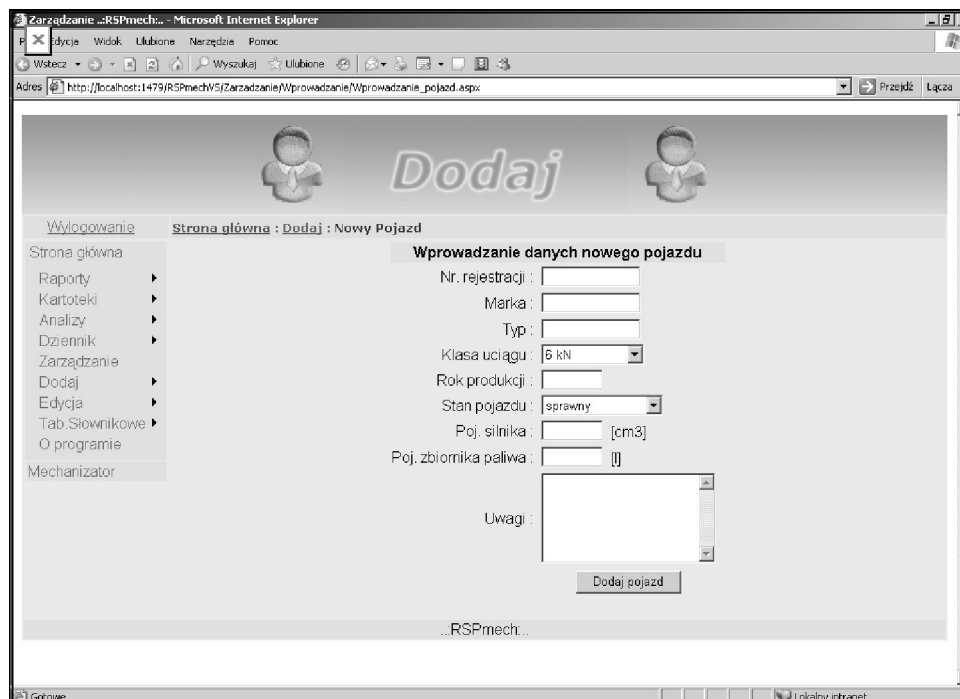 Zarządzanie ..:RSPmech:.. - Microsoft Internet Explorer
Edycja Widok Ulubione Narzędzia Pomoc
Wstecz Wyszukaj Ulubione
Adres http://localhost:1479/RSPmechV5/Zarzadzanie/Wprowadzanie/Wprowadzanie_pojazd.aspx Przejdź Łącza
Dodaj
Wylogowanie Strona główna : Dodaj : Nowy Pojazd
Strona główna
Raporty
Kartoteki
Analizy
Dziennik
Zarządzanie
Dodaj
Edycja
Tab.Słownikowe
O programie
Mechanizator
Wprowadzanie danych nowego pojazdu
Nr. rejestracji :
Marka :
Typ :
Klasa uciągu : 6 kN
Rok produkcji :
Stan pojazdu : sprawny
Poj. silnika : [cm3]
Poj. zbiornika paliwa : [l]
Uwagi :
Dodaj pojazd
..:RSPmech:..
Gotowe Lokalny intranet